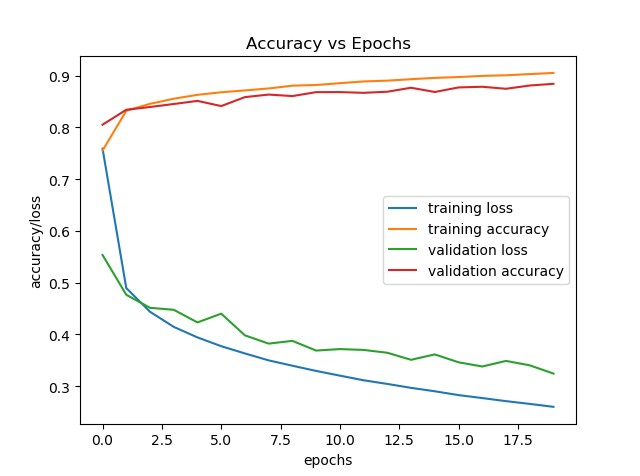 Accuracy vs Epochs
0.9
0.8
0.7
0.6
0.5
0.4
0.3
accuracy/loss
training loss
training accuracy
validation loss
validation accuracy
0.0 2.5 5.0 7.5 10.0 12.5 15.0 17.5
epochs